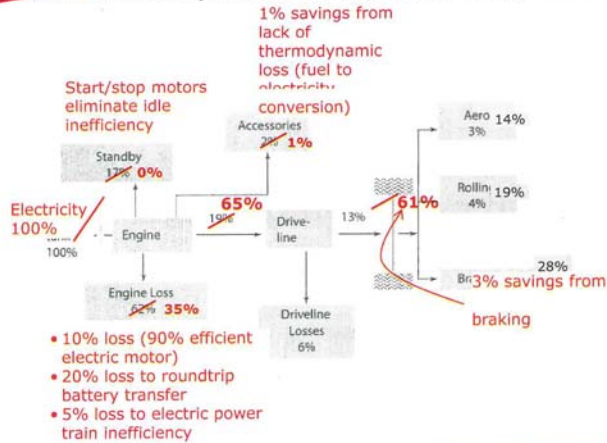 1% savings from
lack of
thermodynamic
loss (fuel to
electricity
conversion)
Start/stop motors
eliminate idle
inefficiency
Accessories
2% 1%
Aero 14%
3%
Standby
17% 0%
Electricity
100%
100%
Engine
65%
19%
Drive-
line
13%
61%
Rollin 19%
4%
28%
Br 3% savings from
braking
Engine Loss
62% 35%
Driveline
Losses
6%
• 10% loss (90% efficient
electric motor)
• 20% loss to roundtrip
battery transfer
• 5% loss to electric power
train inefficiency